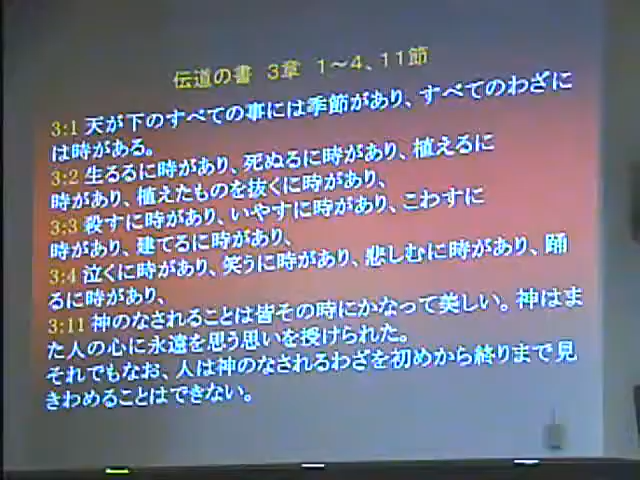 伝道の書 3章 1～4、11節
3:1 天が下のすべての事には季節があり、すべてのわざに
は時がある。
3:2 生るるに時があり、死ぬるに時があり、植えるに
時があり、植えたものを抜くに時があり、
3:3 殺すに時があり、いやすに時があり、こわすに
時があり、建てるに時があり、
3:4 泣くに時があり、笑うに時があり、悲しむに時があり、踊
るに時があり、
3:11 神のなされることは皆その時にかなって美しい。神はま
た人の心に永遠を思う思いを授けられた。
それでもなお、人は神のなされるわざを初めから終りまで見
きわめることはできない。